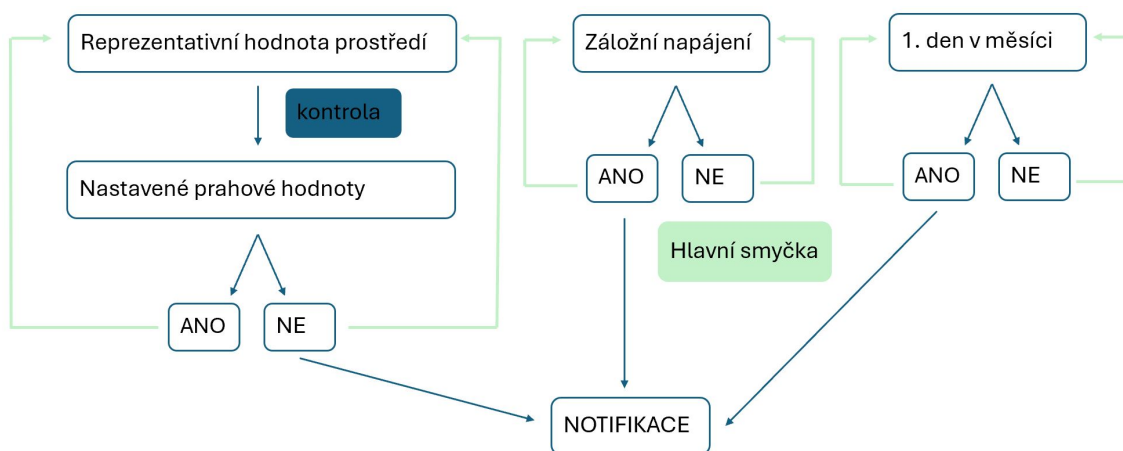 Reprezentativní hodnota prostředí
kontrola
Nastavené prahové hodnoty
ANO
NE
Záložní napájení
ANO
NE
Hlavní smyčka
1. den v měsíci
ANO
NE
NOTIFIKACE